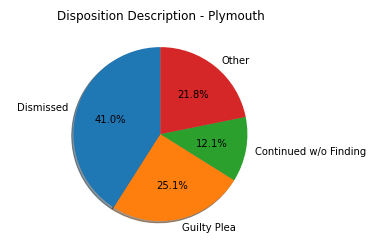 Disposition Description - Plymouth
Other
21.8%
Dismissed
41.0%
12.1%
Continued w/o Finding
25.1%
Guilty Plea